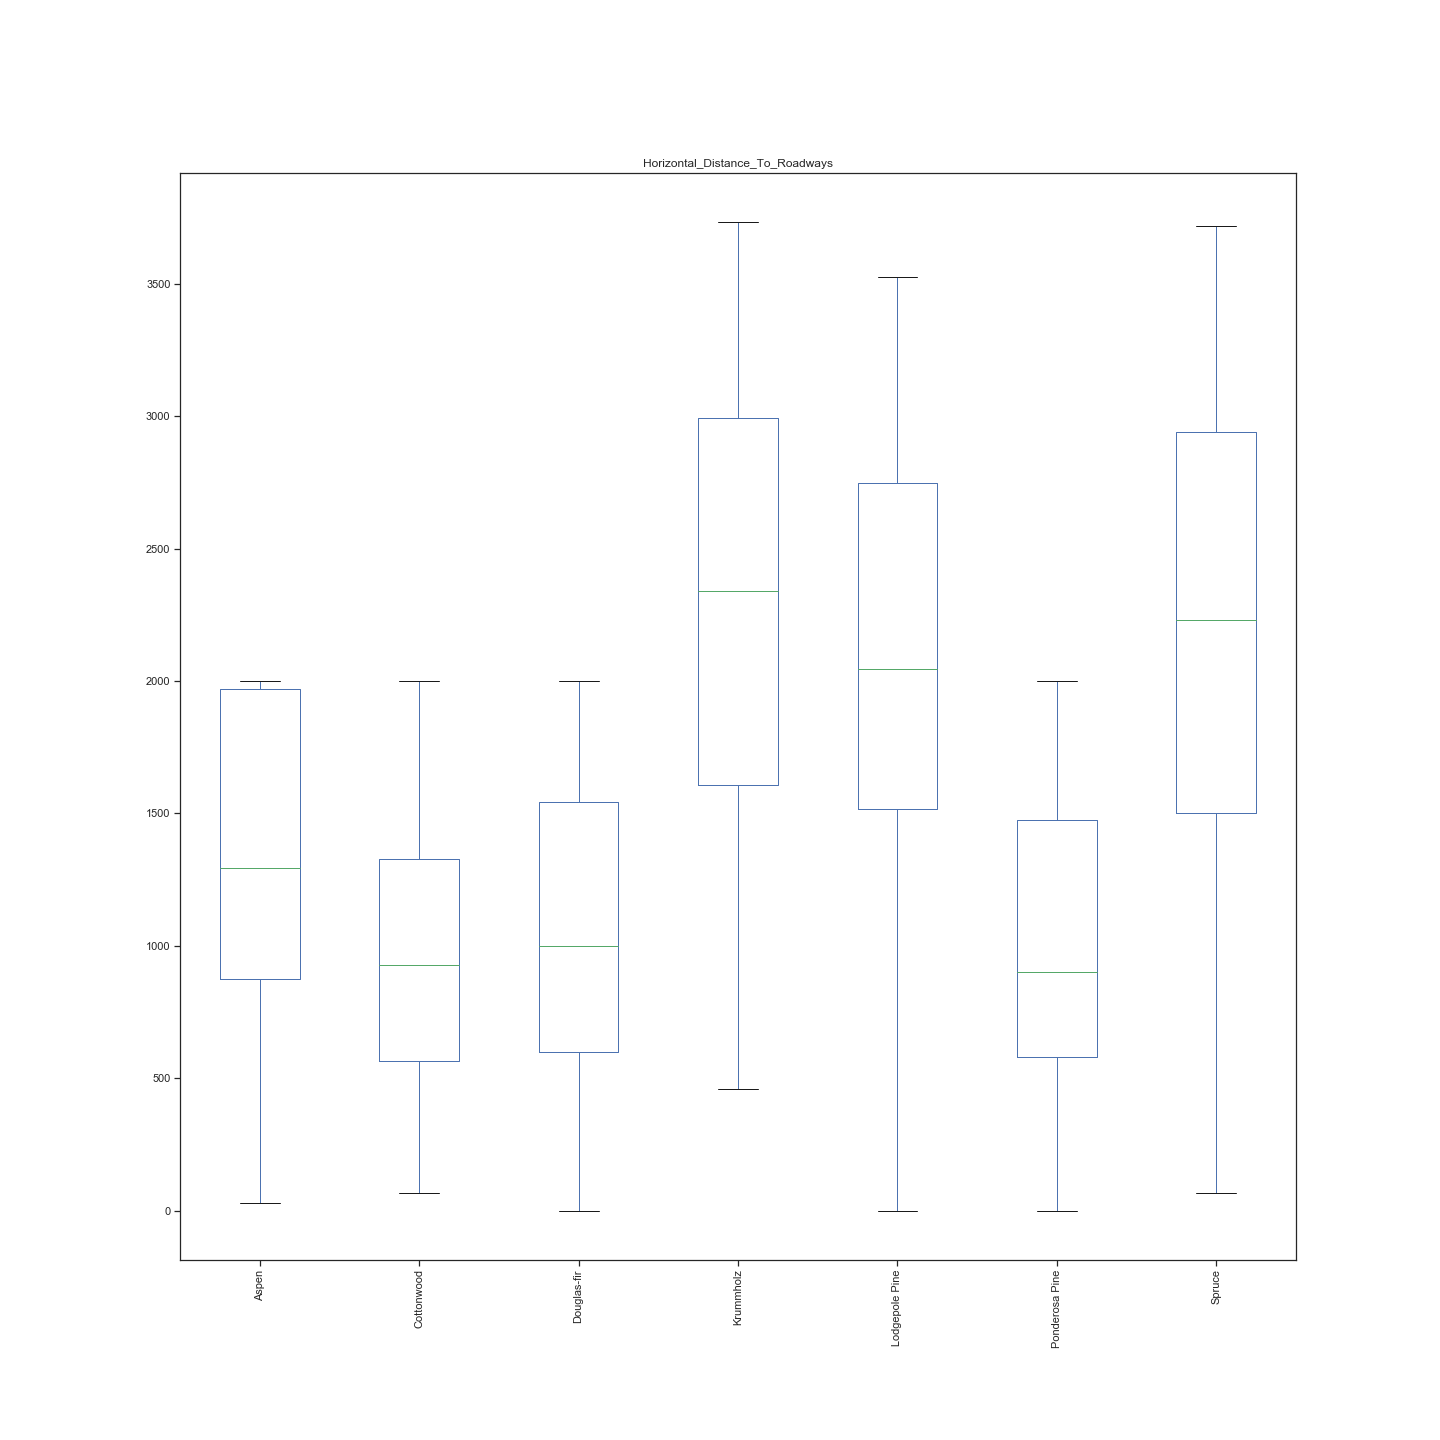 Horizontal_Distance_To_Roadways
3500
3000
2500
2000
1500
1000
500
0
Aspen
Cottonwood
Douglas-fir
Krummholz
Lodgepole Pine
Ponderosa Pine
Spruce